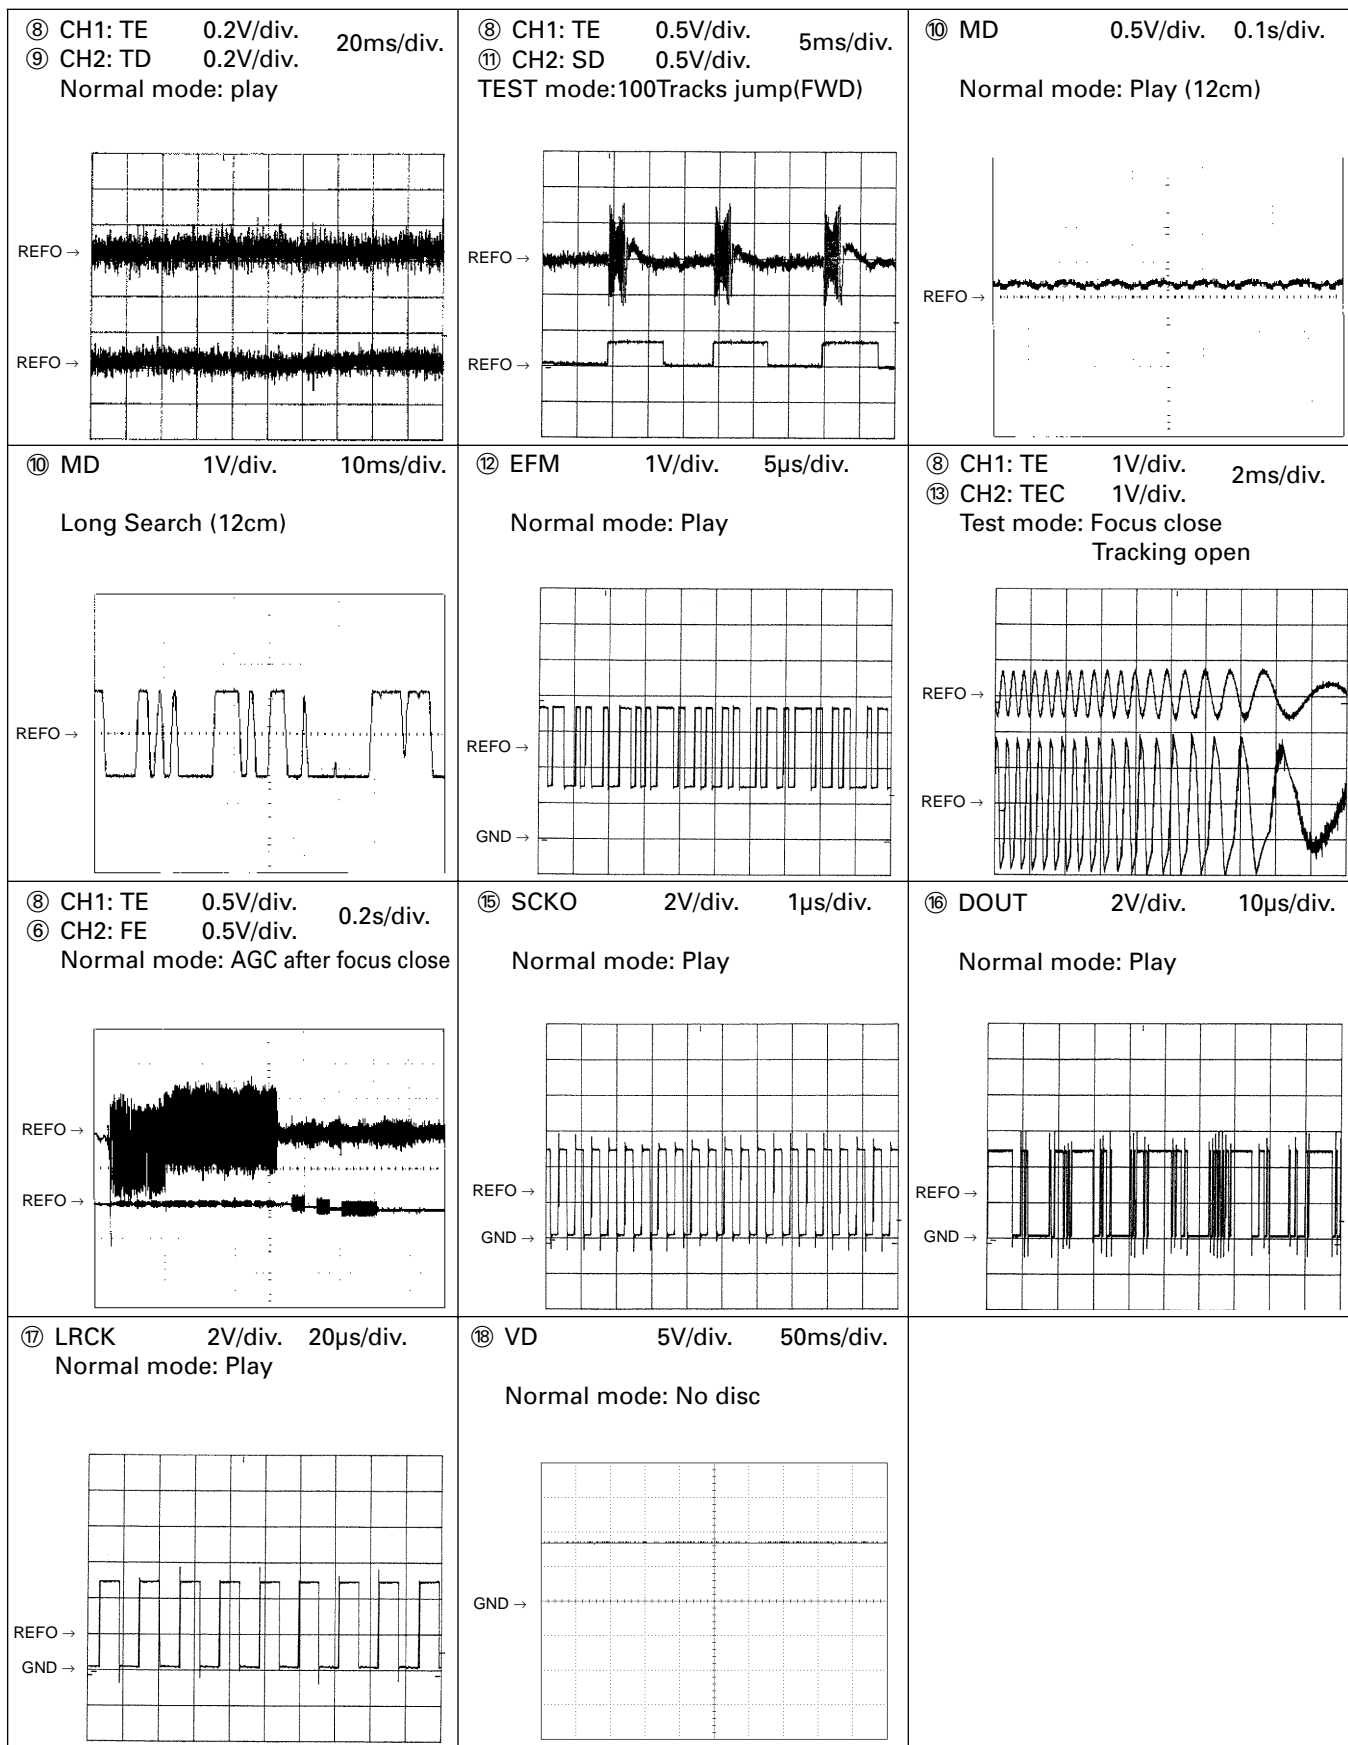 ⑧ CH1: TE 0.2V/div. 20ms/div.
⑨ CH2: TD 0.2V/div.
Normal mode: play
REFO →
REFO →
⑧ CH1: TE 0.5V/div. 5ms/div.
⑪ CH2: SD 0.5V/div.
TEST mode:100Tracks jump(FWD)
REFO →
REFO →
⑩ MD 0.5V/div. 0.1s/div.
Normal mode: Play (12cm)
REFO →
⑩ MD 1V/div. 10ms/div.
Long Search (12cm)
REFO →
⑫ EFM 1V/div. 5µs/div.
Normal mode: Play
REFO →
GND →
⑧ CH1: TE 1V/div. 2ms/div.
⑬ CH2: TEC 1V/div.
Test mode: Focus close
Tracking open
REFO →
REFO →
⑧ CH1: TE 0.5V/div. 0.2s/div.
⑥ CH2: FE 0.5V/div.
Normal mode: AGC after focus close
REFO →
REFO →
⑮ SCKO 2V/div. 1µs/div.
Normal mode: Play
REFO →
GND →
⑯ DOUT 2V/div. 10µs/div.
Normal mode: Play
REFO →
GND →
⑰ LRCK 2V/div. 20µs/div.
Normal mode: Play
REFO →
GND →
⑱ VD 5V/div. 50ms/div.
Normal mode: No disc
GND →